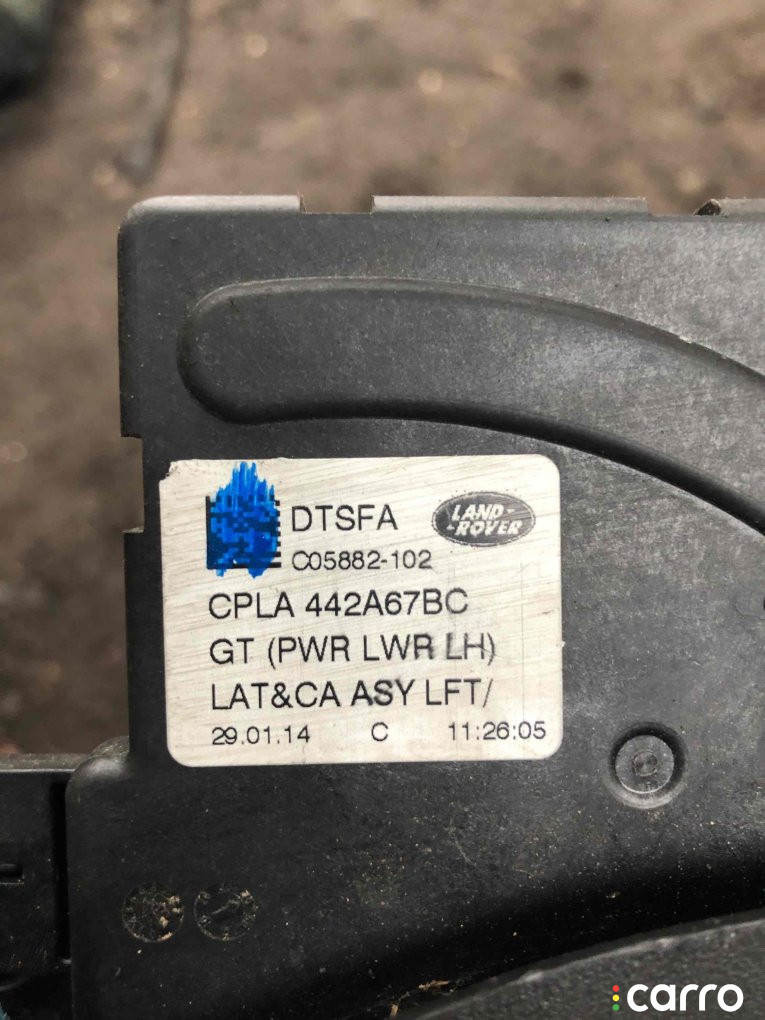 DTSFA
LAND-
-ROVER
C05882-102
CPLA 442A67BC
GT (PWR LWR LH)
LAT&CA ASY LFT/
29.01.14 C 11:26:05
carro